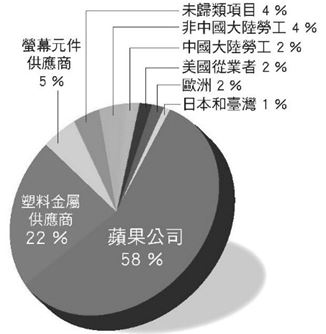 未歸類項目 4 %
非中國大陸勞工 4 %
中國大陸勞工 2 %
美國從業者 2 %
歐洲 2 %
日本和臺灣 1 %
螢幕元件
供應商
5 %
塑料金屬
供應商
22 %
蘋果公司
58 %